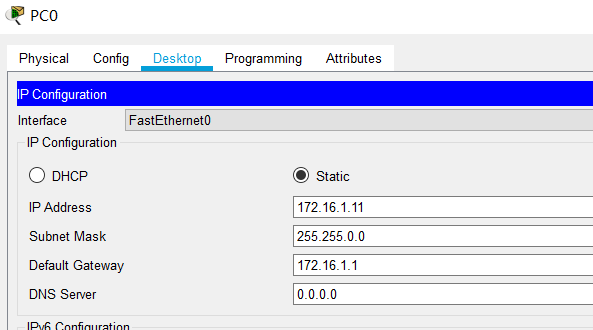 PC0
Physical Config Desktop Programming Attributes
IP Configuration
Interface FastEthernet0
IP Configuration
DHCP Static
IP Address 172.16.1.11
Subnet Mask 255.255.0.0
Default Gateway 172.16.1.1
DNS Server 0.0.0.0
IPv6 Configuration